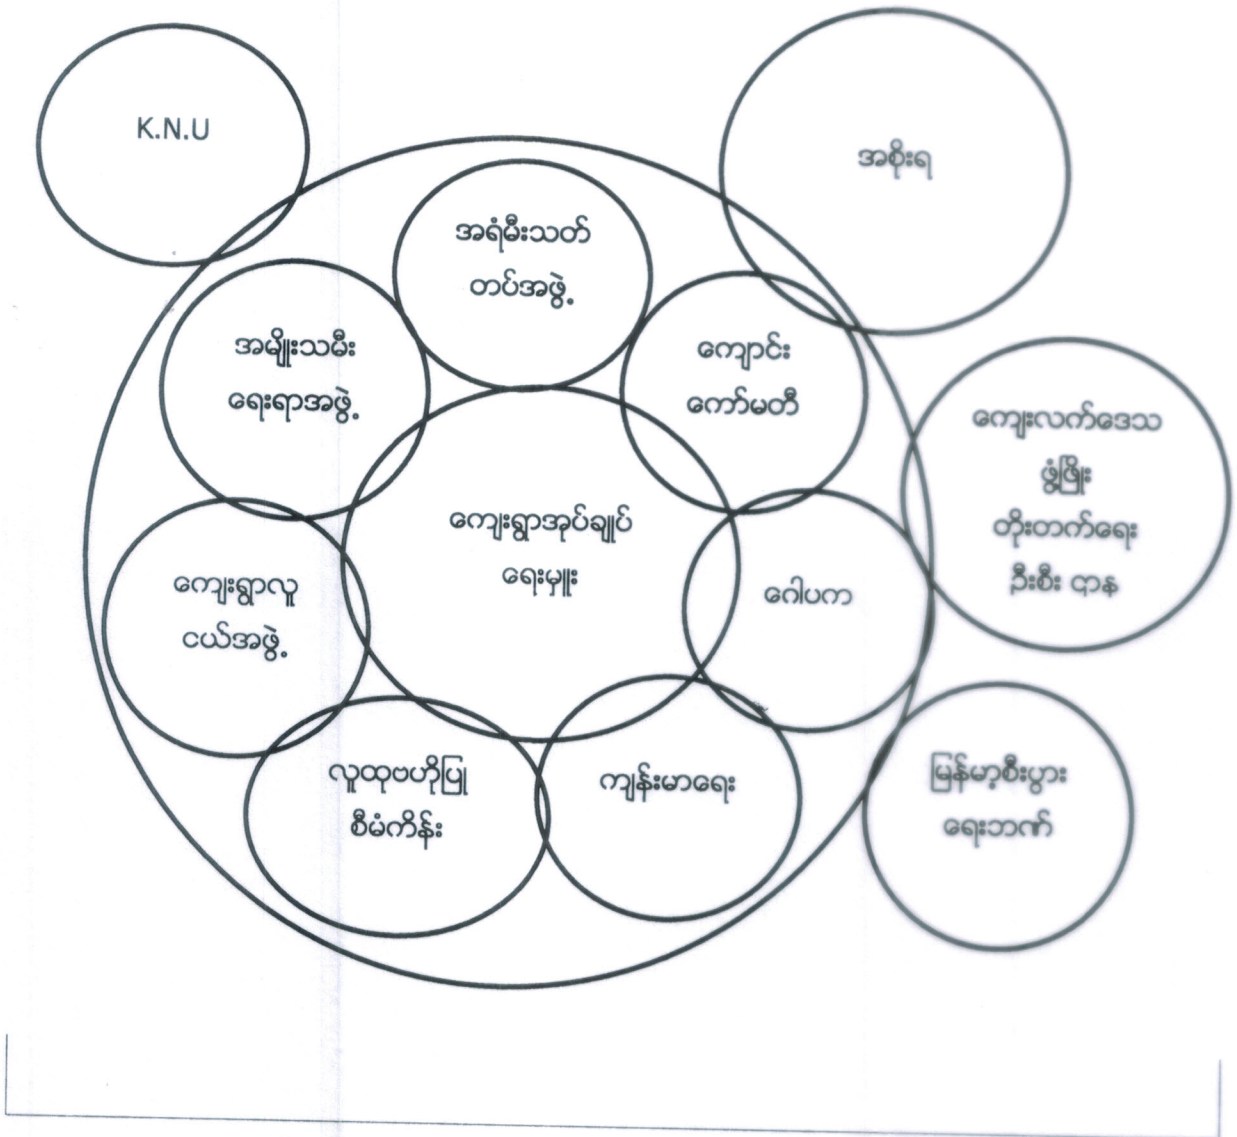 K.N.U
အစိုးရ
အရံမီးသတ်
တပ်အဖွဲ့
အမျိုးသမီး
ရေးရာအဖွဲ့
ကျောင်း
ကော်မတီ
ကျေးလက်ဒေသ
ဖွံ့ဖြိုး
တိုးတက်ရေး
ဦးစီး ဌာန
ကျေးရွာအုပ်ချုပ်
ရေးမှူး
ကျေးရွာလူ
ငယ်အဖွဲ့
ဂေါပက
လူထုဗဟိုပြု
စီမံကိန်း
ကျန်းမာရေး
မြန်မာ့စီးပွား
ရေးဘဏ်